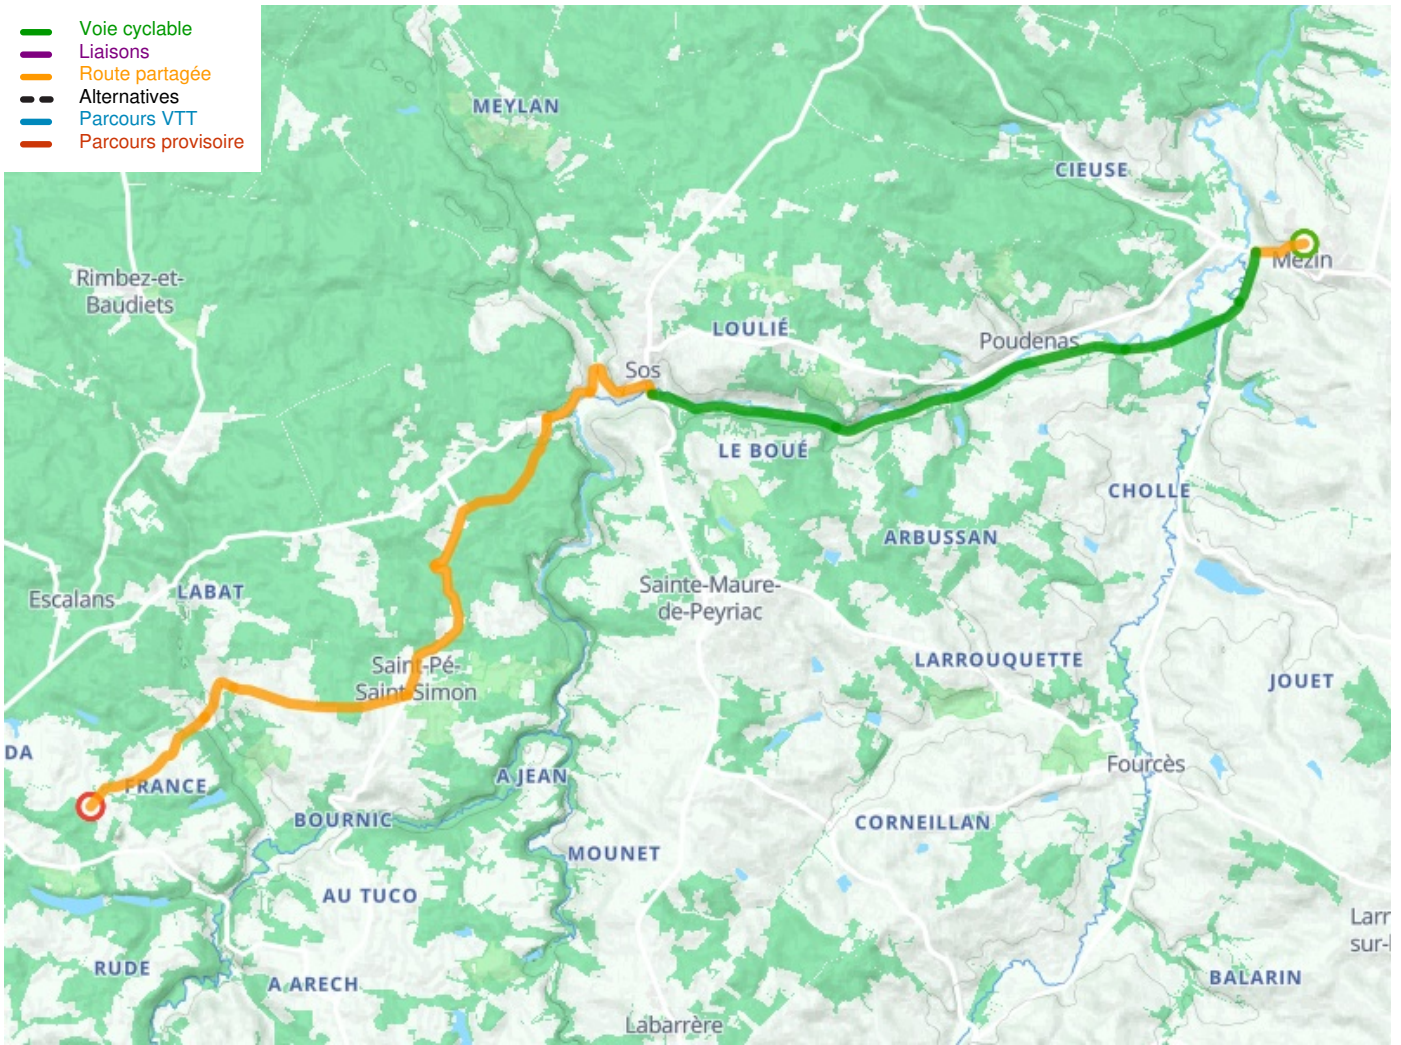 Voie cyclable
Liaisons
Route partagée
Alternatives
Parcours VTT
Parcours provisoire
MEYLAN
CIEUSE
Mézin
Rimbez-et-
Baudiets
LOULIÉ
Poudenas
Sos
LE BOUÉ
CHOLLE
ARBUSSAN
Escalans
LABAT
Sainte-Maure-
de-Peyriac
Saint-Pé-
Saint-Simon
LARROUQUETTE
JOUET
DA
FRANCE
A JEAN
Fourcès
BOURNIC
CORNEILLAN
MOUNET
AU TUCO
Larr
sur-l
RUDE
A ARECH
BALARIN
Labarrère